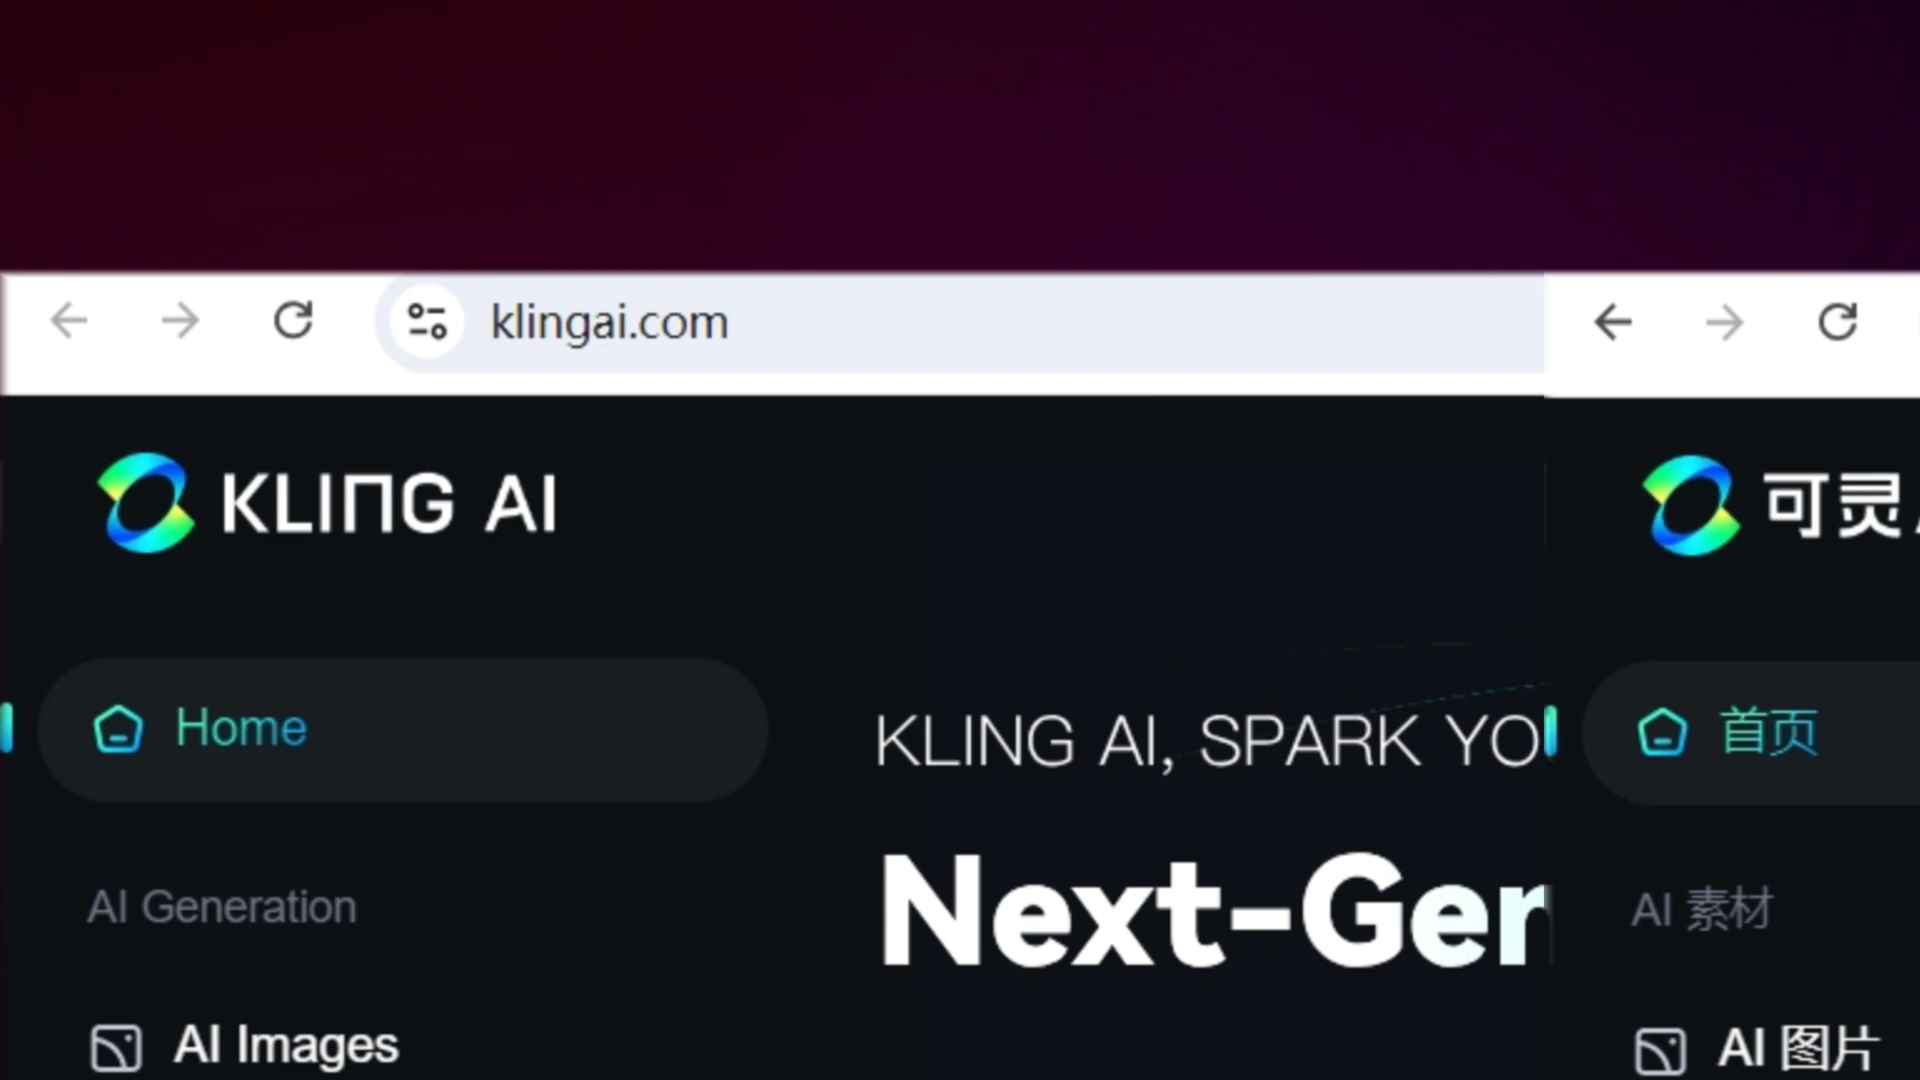 klingai.com
KLING AI
可灵
Home
首页
KLING AI, SPARK YO
Next-Gen
AI Generation
AI 素材
AI Images
AI 图片